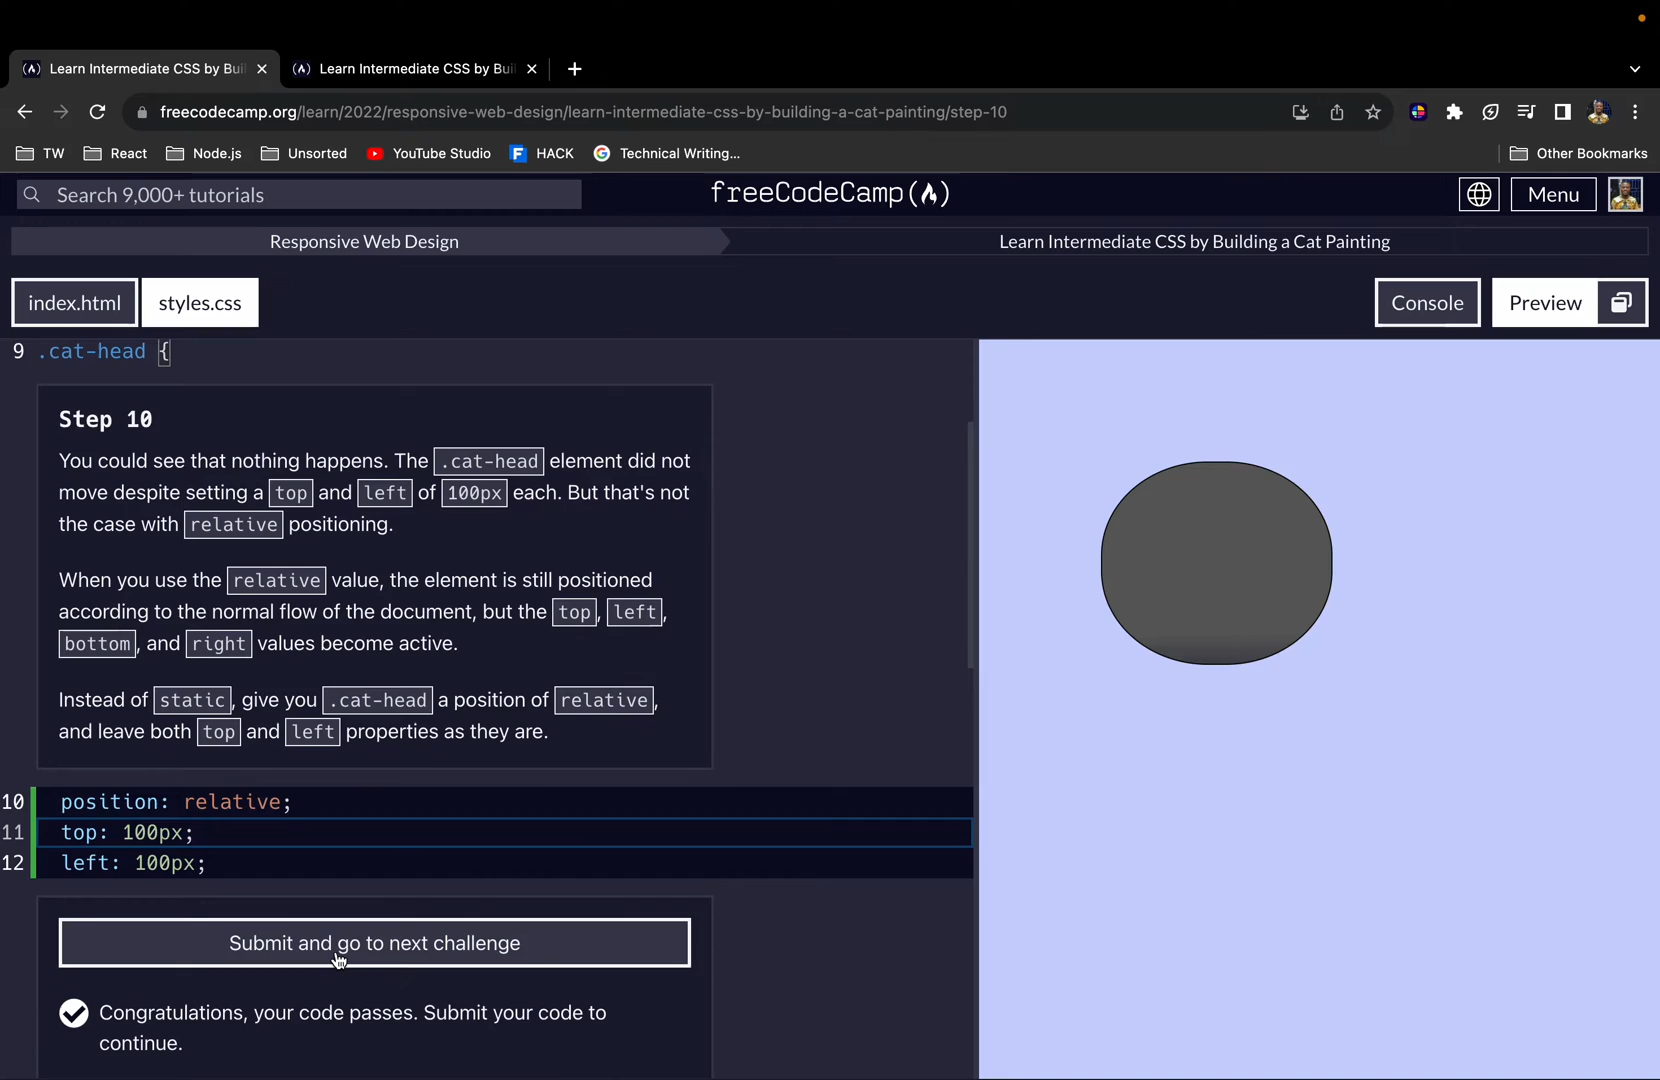 Learn Intermediate CSS by Bui
Learn Intermediate CSS by Bui
freecodecamp.org/learn/2022/responsive-web-design/learn-intermediate-css-by-building-a-cat-painting/step-10
TW
React
Node.js
Unsorted
YouTube Studio
HACK
Technical Writing...
Other Bookmarks
Search 9,000+ tutorials
freeCodeCamp
Menu
Responsive Web Design
Learn Intermediate CSS by Building a Cat Painting
index.html
styles.css
Console
Preview
9 .cat-head {
Step 10
You could see that nothing happens. The .cat-head element did not
move despite setting a top and left of 100px each. But that's not
the case with relative positioning.
When you use the relative value, the element is still positioned
according to the normal flow of the document, but the top, left,
bottom, and right values become active.
Instead of static, give you .cat-head a position of relative,
and leave both top and left properties as they are.
10 position: relative;
11 top: 100px;
12 left: 100px;
Submit and go to next challenge
Congratulations, your code passes. Submit your code to
continue.